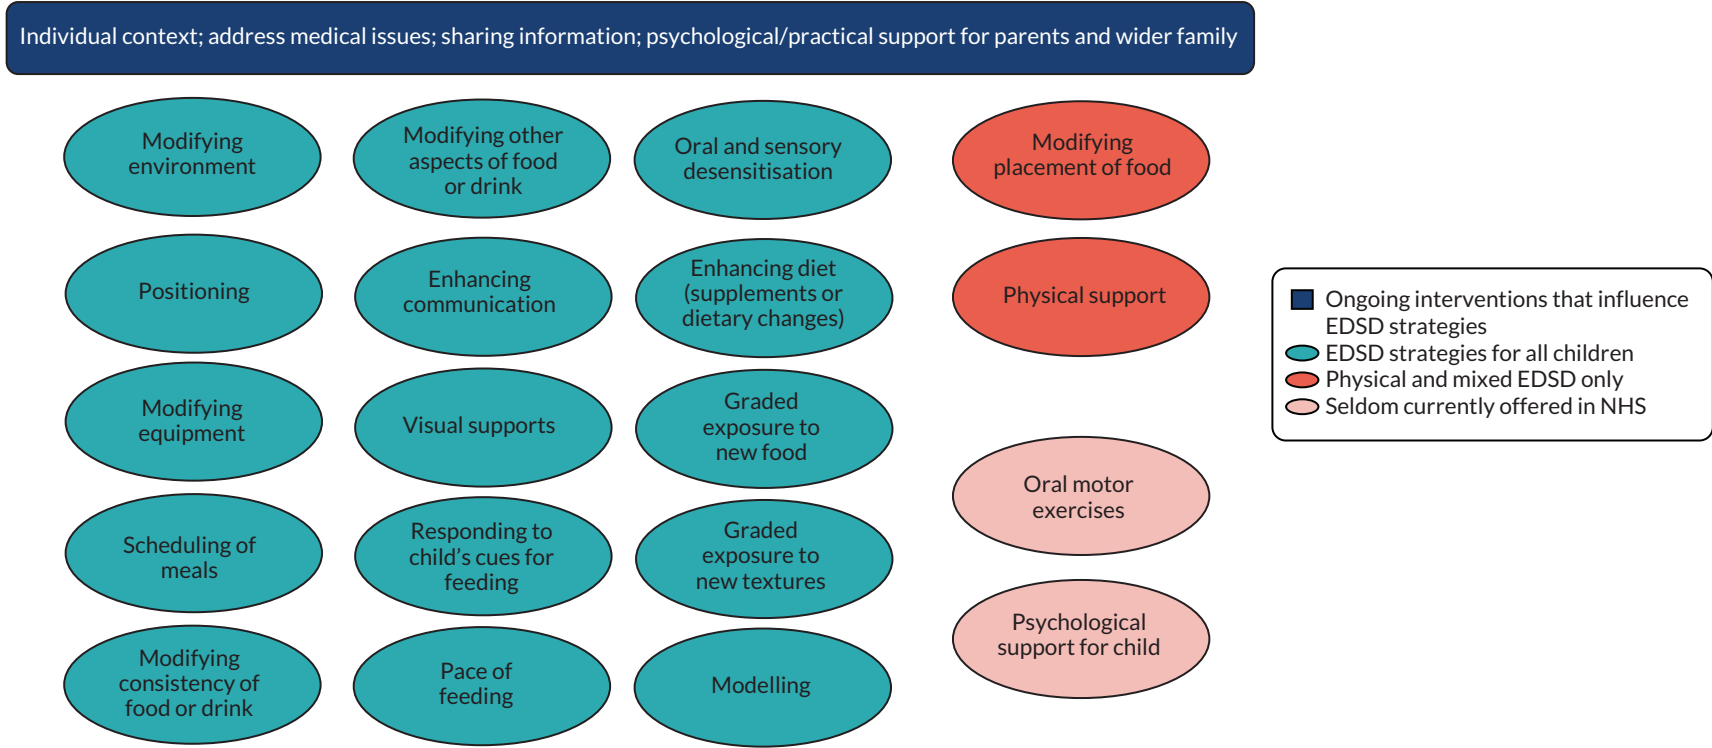 Individual context; address medical issues; sharing information; psychological/practical support for parents and wider family
Modifying
environment
Modifying other
aspects of food
or drink
Oral and sensory
desensitisation
Modifying
placement of food
Positioning
Enhancing
communication
Enhancing diet
(supplements or
dietary changes)
Physical support
Modifying
equipment
Visual supports
Graded
exposure to
new food
Oral motor
exercises
Scheduling of
meals
Responding to
child’s cues for
feeding
Graded
exposure to
new textures
Psychological
support for child
Modifying
consistency of
food or drink
Pace of
feeding
Modelling
Ongoing interventions that influence
EDSD strategies
EDSD strategies for all children
Physical and mixed EDSD only
Seldom currently offered in NHS